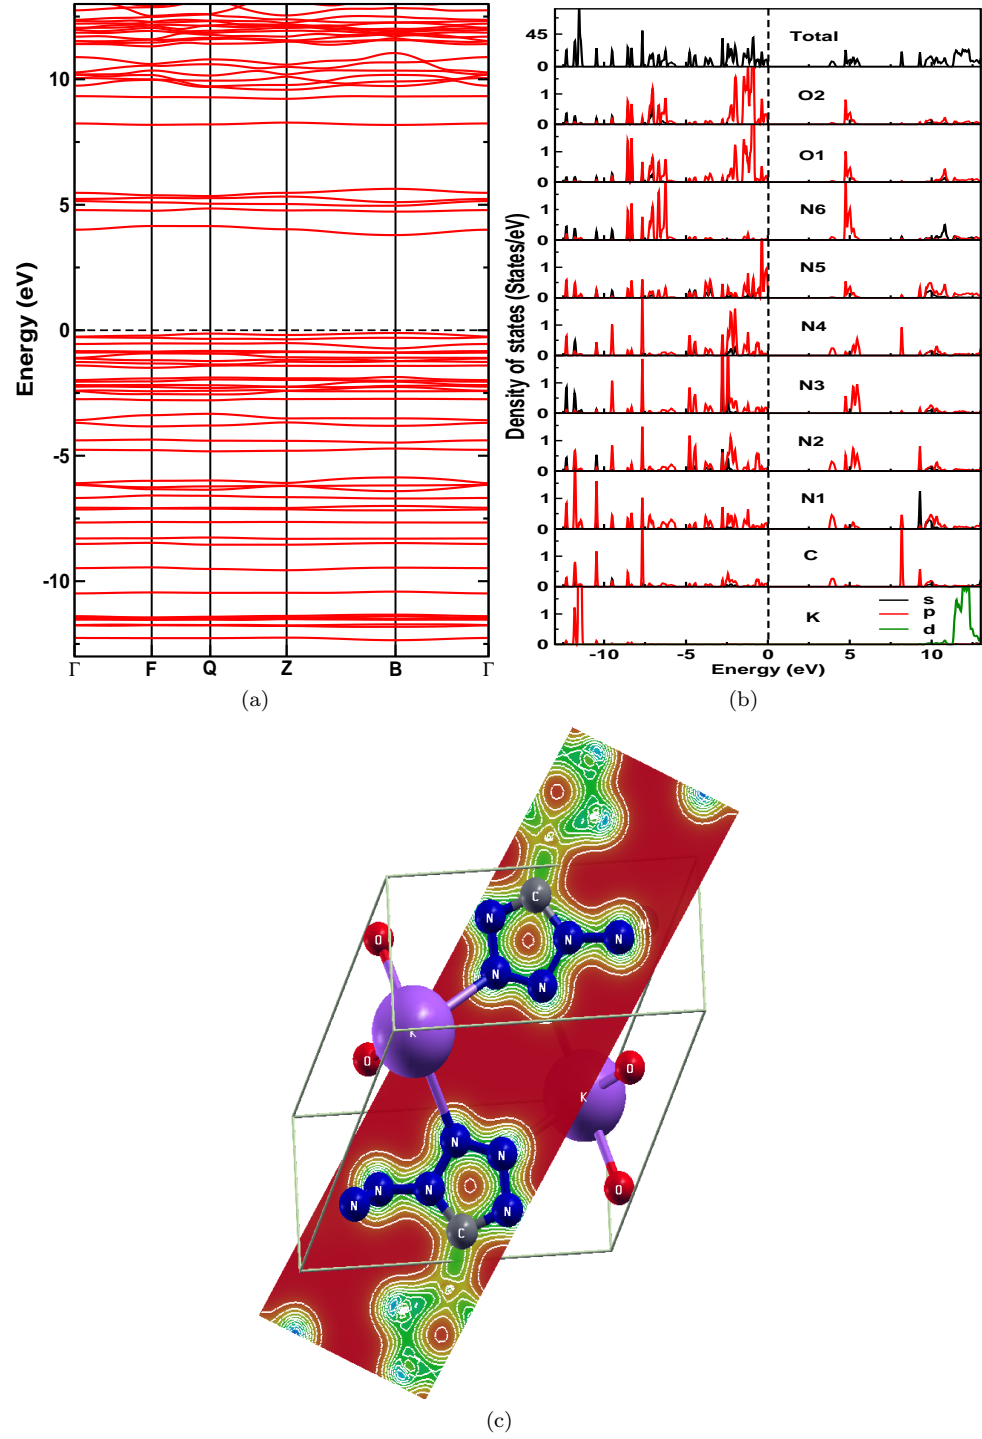 10
5
0
-5
-10
Energy (eV)
Γ F Q Z B Γ
(a)
45
0
Total
1
0
O2
1
0
O1
1
0
N6
1
0
N5
1
0
N4
1
0
N3
1
0
N2
1
0
N1
1
0
C
1
0
K
s
p
d
Density of states (States/eV)
-10 -5 0 5 10
Energy (eV)
(b)
C
N
N N
O
N
N
K
O
O
K
N
N
N N
N
O
N
C
(c)